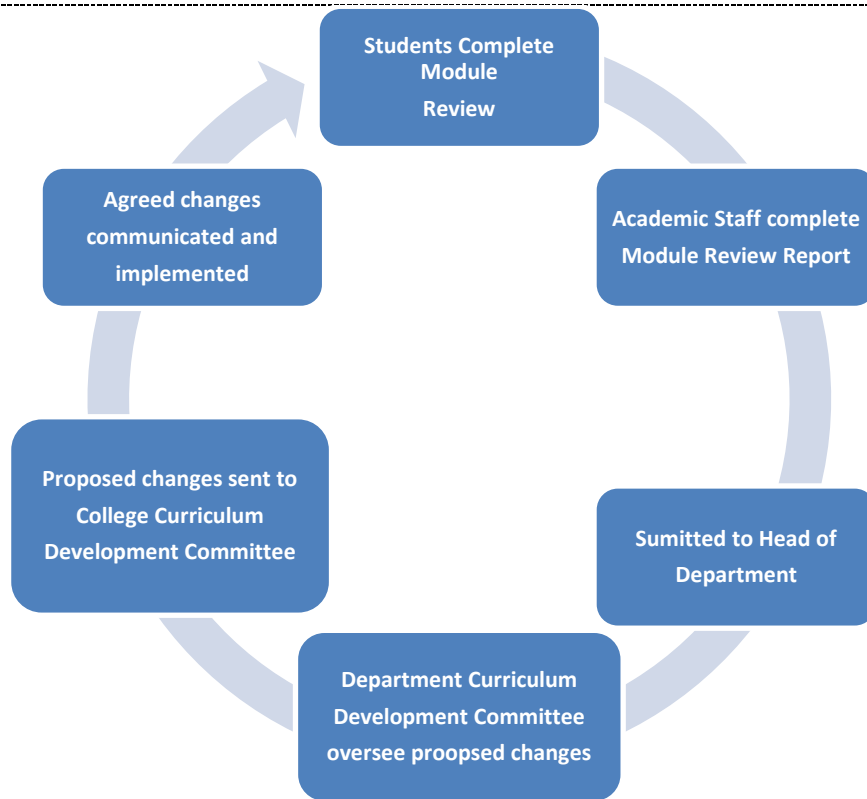 Students Complete
Module
Review
Academic Staff complete
Module Review Report
Sumitted to Head of
Department
Department Curriculum
Development Committee
oversee proopsed changes
Proposed changes sent to
College Curriculum
Development Committee
Agreed changes
communicated and
implemented